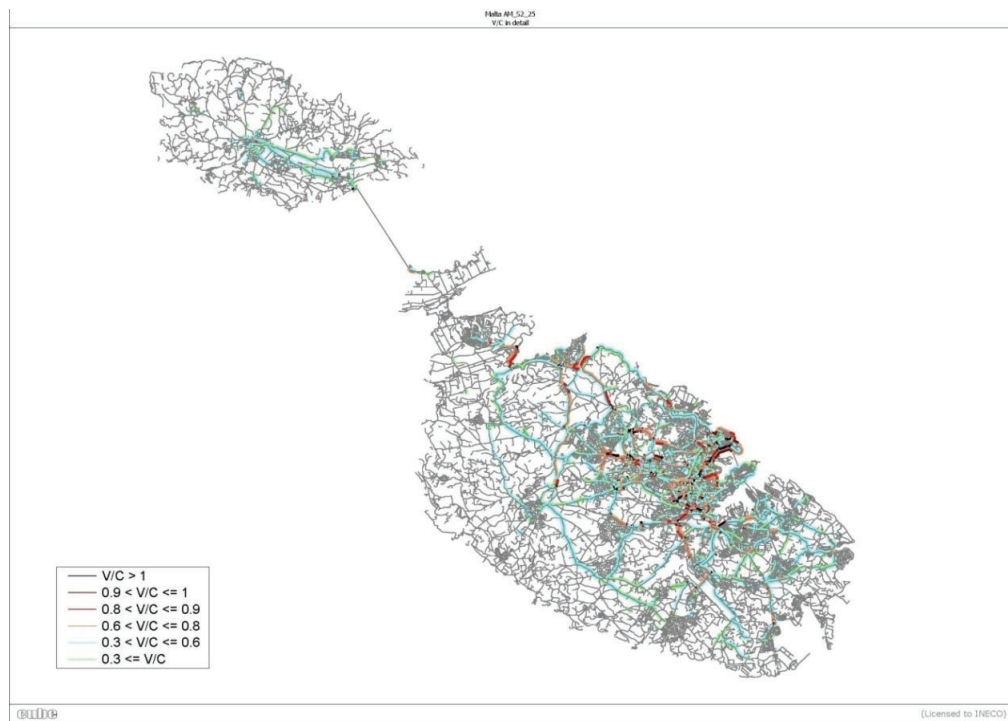 Malta AM_S2_25
V/C in detail
V/C > 1
0.9 < V/C <= 1
0.8 < V/C <= 0.9
0.6 < V/C <= 0.8
0.3 < V/C <= 0.6
0.3 <= V/C
cube
(Licensed to INECO)